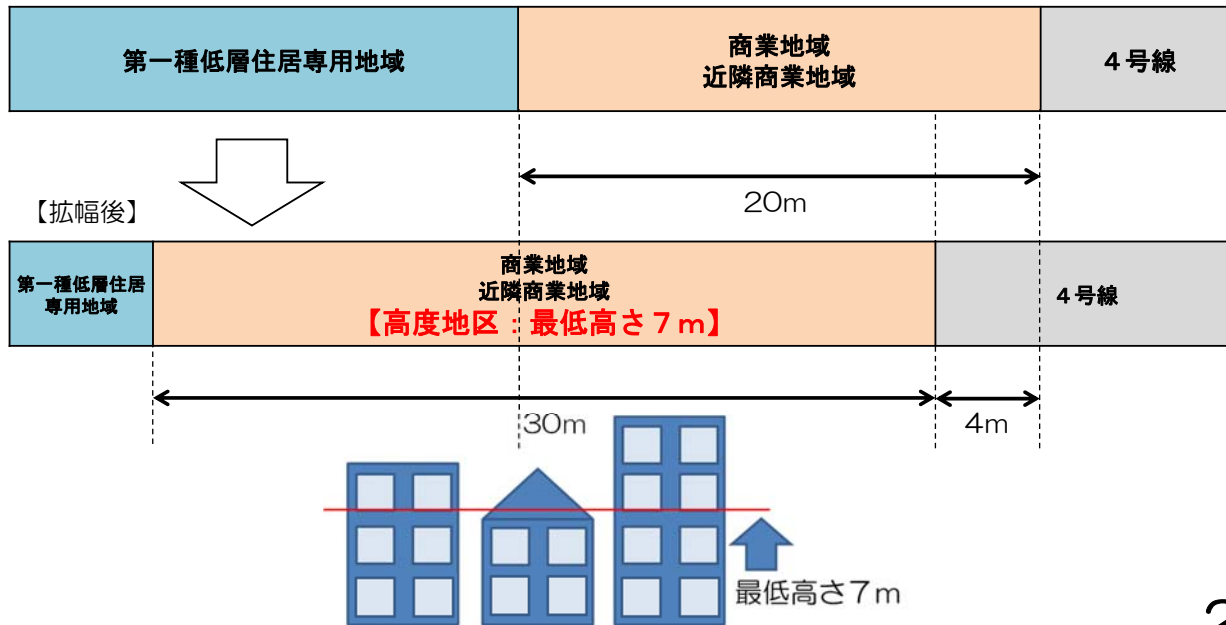 第一種低層住居専用地域
商業地域
近隣商業地域
４号線
20m
【拡幅後】
第一種低層住居
専用地域
商業地域
近隣商業地域
【高度地区：最低高さ７ｍ】
４号線
30m
4m
最低高さ7ｍ